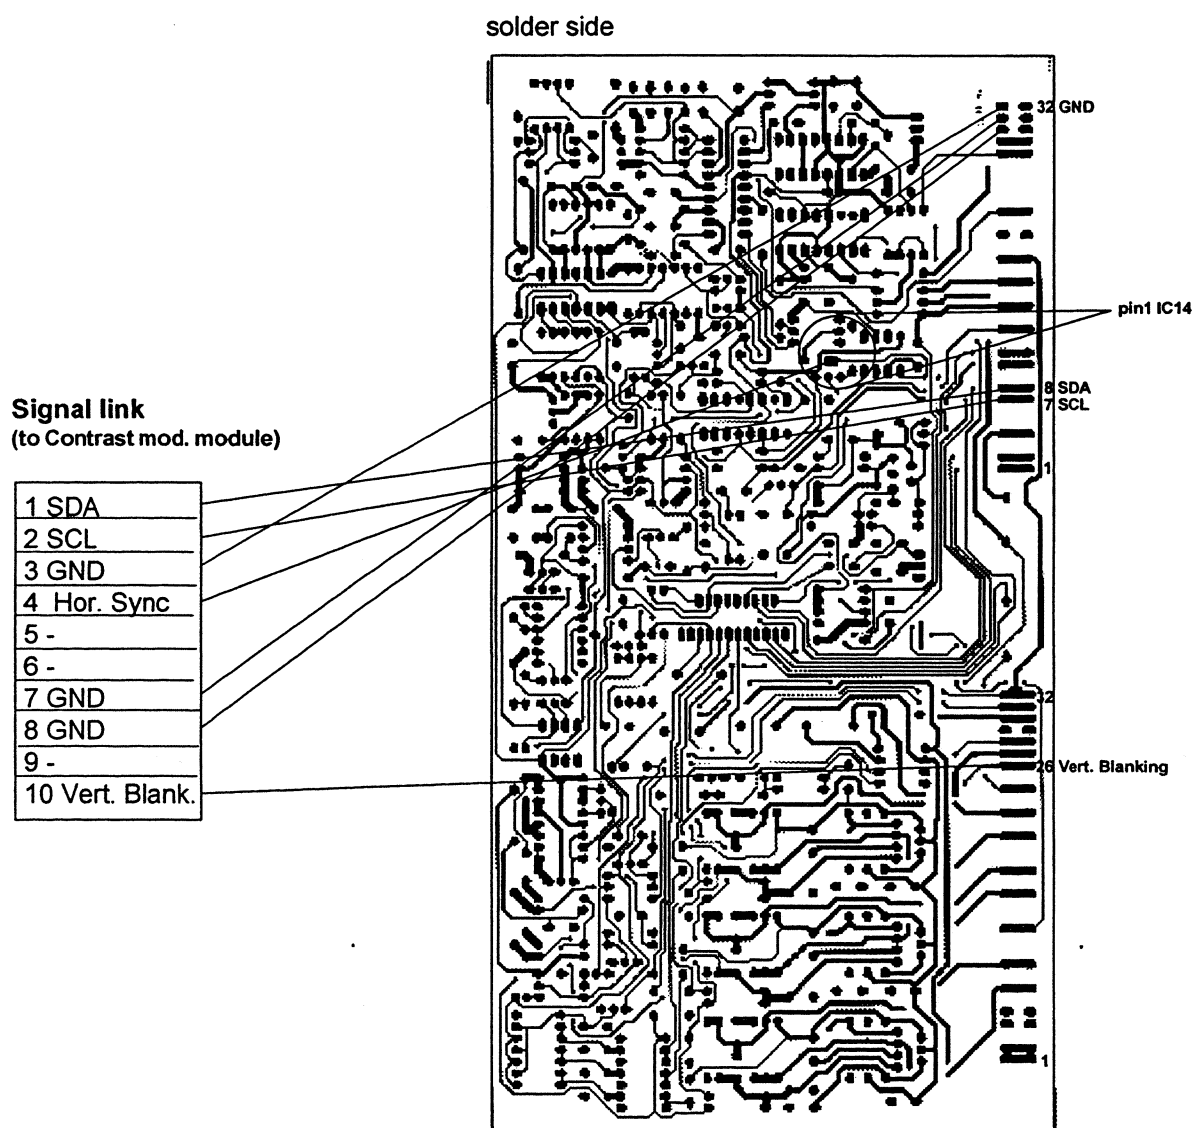 solder side
32 GND
pin1 IC14
8 SDA
7 SCL
1
Signal link
(to Contrast mod. module)
1 SDA
2 SCL
3 GND
4 Hor. Sync
5 -
6 -
7 GND
8 GND
9 -
10 Vert. Blank.
32
26 Vert. Blanking
1